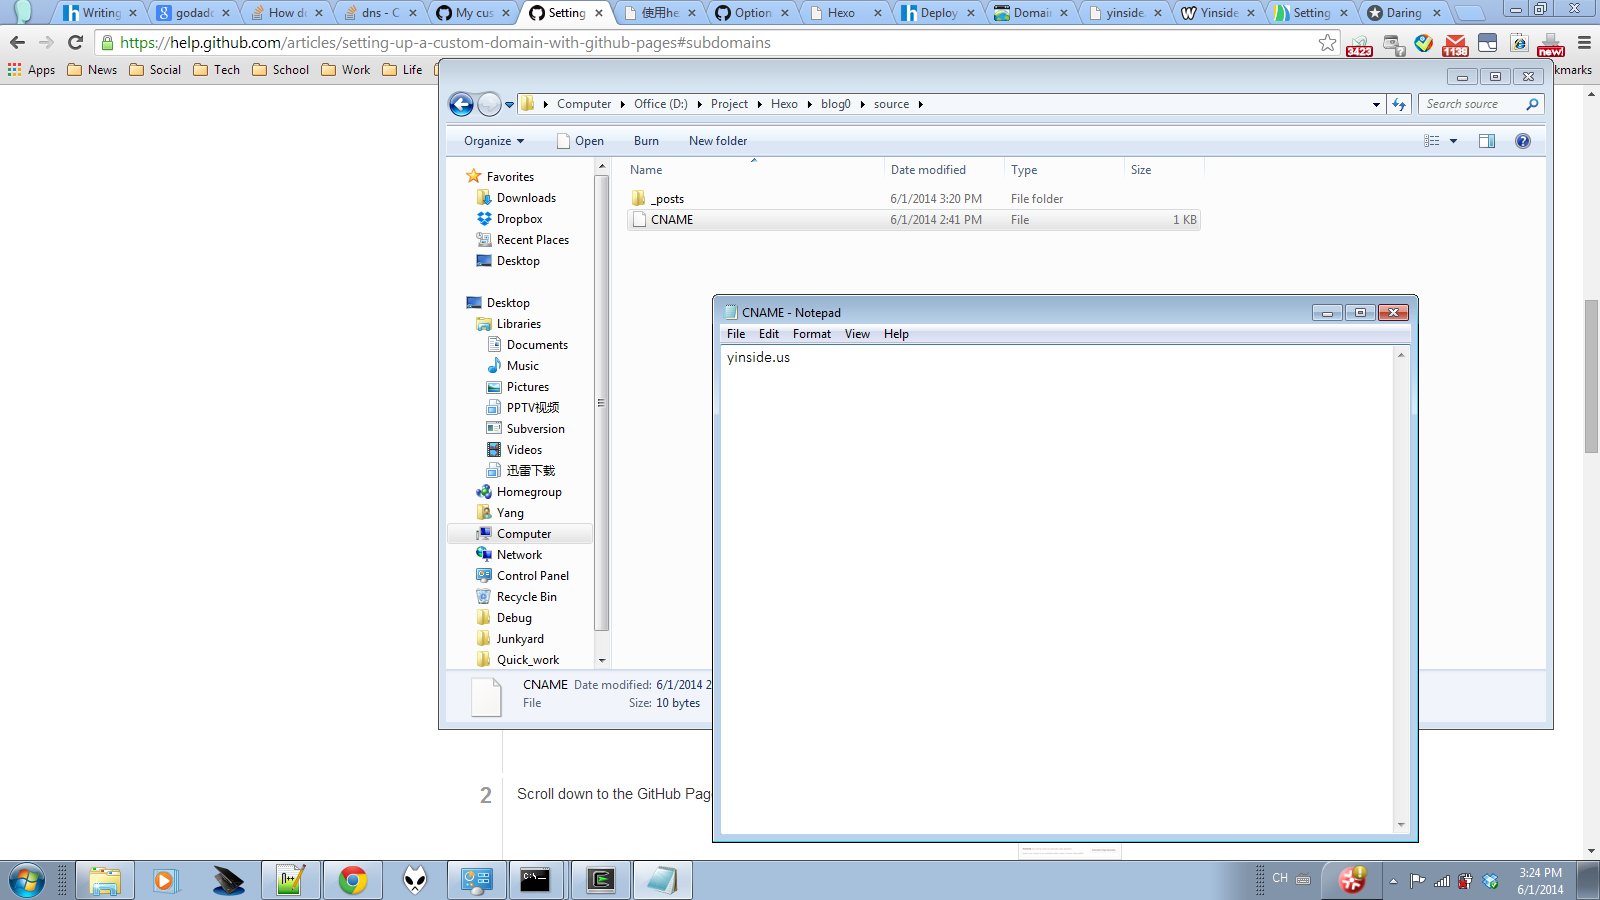 Writing
godadd
How do
dns - C
My cus
Setting
使用he
Option
Hexo
Deploy
Domai
yinside.
Yinside
Setting
Daring
https://help.github.com/articles/setting-up-a-custom-domain-with-github-pages#subdomains
3423
?
1138
new!
Apps
News
Social
Tech
School
Work
Life
kmarks
Computer
Office (D:)
Project
Hexo
blog0
source
Search source
Organize
Open
Burn
New folder
Name
Date modified
Type
Size
_posts
6/1/2014 3:20 PM
File folder
CNAME
6/1/2014 2:41 PM
File
1 KB
Favorites
Downloads
Dropbox
Recent Places
Desktop
Desktop
Libraries
Documents
Music
Pictures
PPTV视频
Subversion
Videos
迅雷下载
Homegroup
Yang
Computer
Network
Control Panel
Recycle Bin
Debug
Junkyard
Quick_work
CNAME
Date modified: 6/1/2014 2
File
Size: 10 bytes
CNAME - Notepad
File
Edit
Format
View
Help
yinside.us
2
Scroll down to the GitHub Pag
CH
3:24 PM
6/1/2014